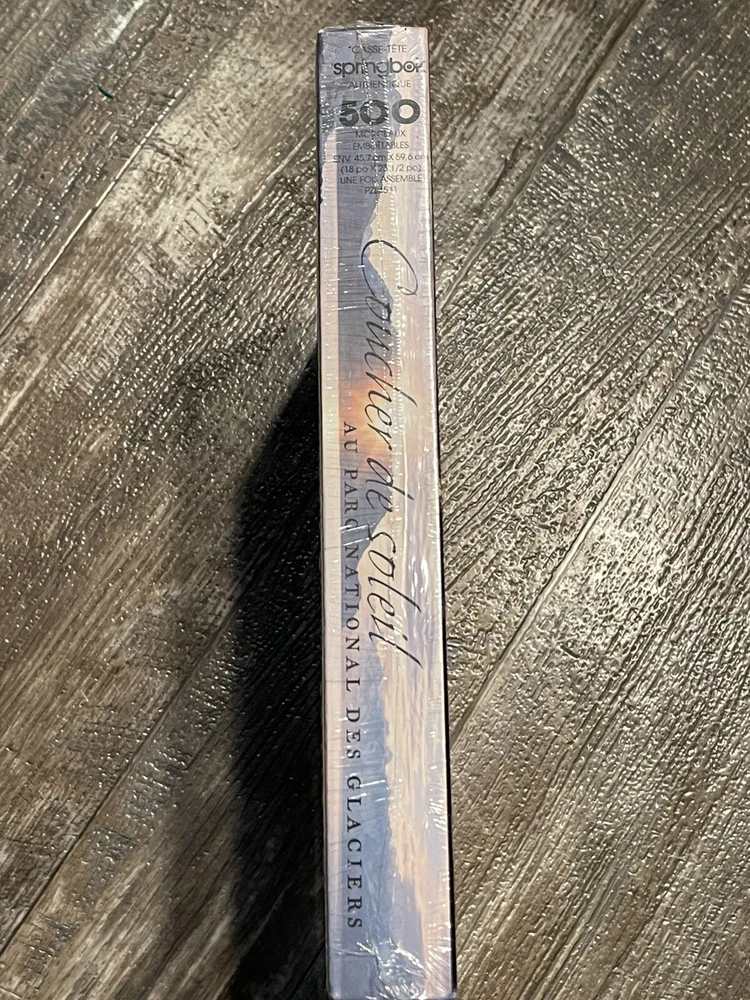 CASSE-TÊTE
springbok
AUTHENTIQUE
500
MORCEAUX
EMBOÎTABLES
ENV. 45,7 cm X 59,6 cm
(18 po X 23 1/2 po)
UNE FOIS ASSEMBLÉ
Coucher de soleil
AU PARC NATIONAL DES GLACIERS